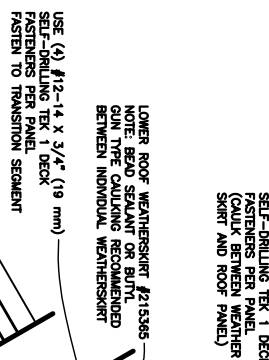 SELF-DRILLING TEK 1 DECK
FASTENERS PER PANEL
(CAULK BETWEEN WEATHER
SKIRT AND ROOF PANEL)
LOWER ROOF WEATHERSKIRT #215365
NOTE: BEAD SEALANT OR BUTYL
GUN TYPE CAULKING RECOMMENDED
BETWEEN INDIVIDUAL WEATHERSKIRT
USE (4) #12-14 X 3/4" (19 mm)
SELF-DRILLING TEK 1 DECK
FASTENERS PER PANEL
FASTEN TO TRANSITION SEGMENT